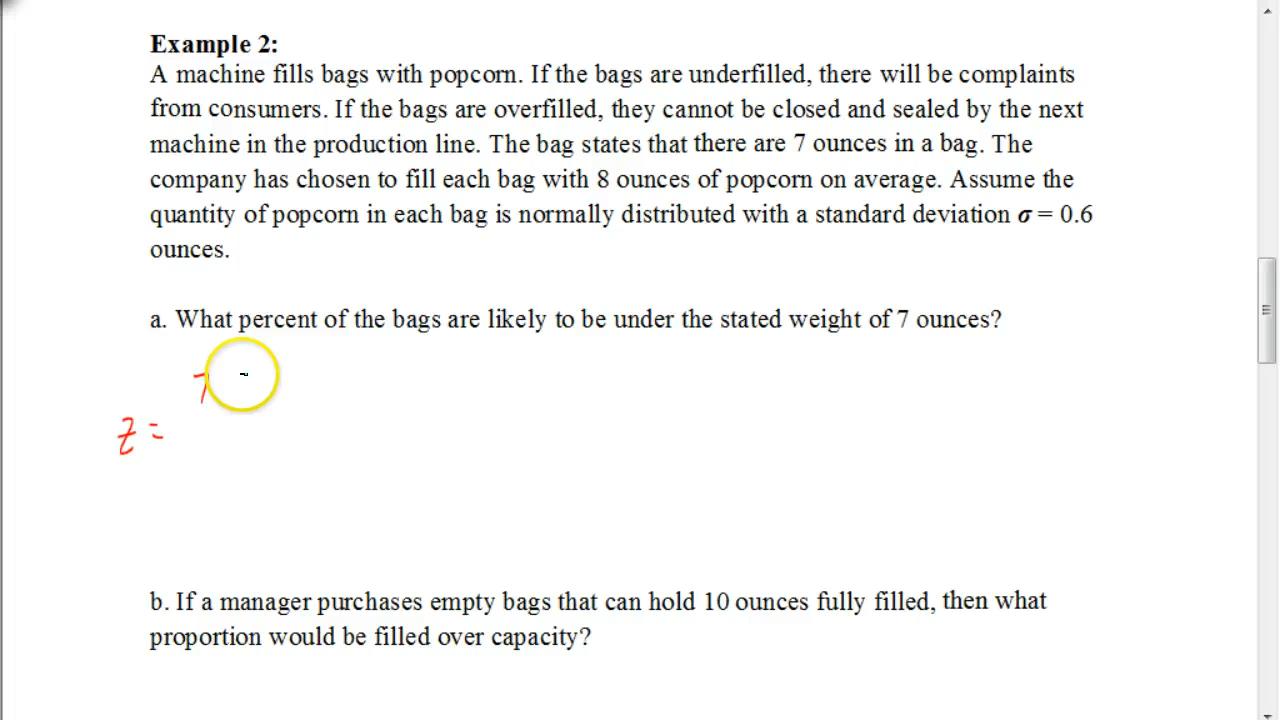 Example 2:
A machine fills bags with popcorn. If the bags are underfilled, there will be complaints
from consumers. If the bags are overfilled, they cannot be closed and sealed by the next
machine in the production line. The bag states that there are 7 ounces in a bag. The
company has chosen to fill each bag with 8 ounces of popcorn on average. Assume the
quantity of popcorn in each bag is normally distributed with a standard deviation σ = 0.6
ounces.
a. What percent of the bags are likely to be under the stated weight of 7 ounces?
7 -
z =
b. If a manager purchases empty bags that can hold 10 ounces fully filled, then what
proportion would be filled over capacity?